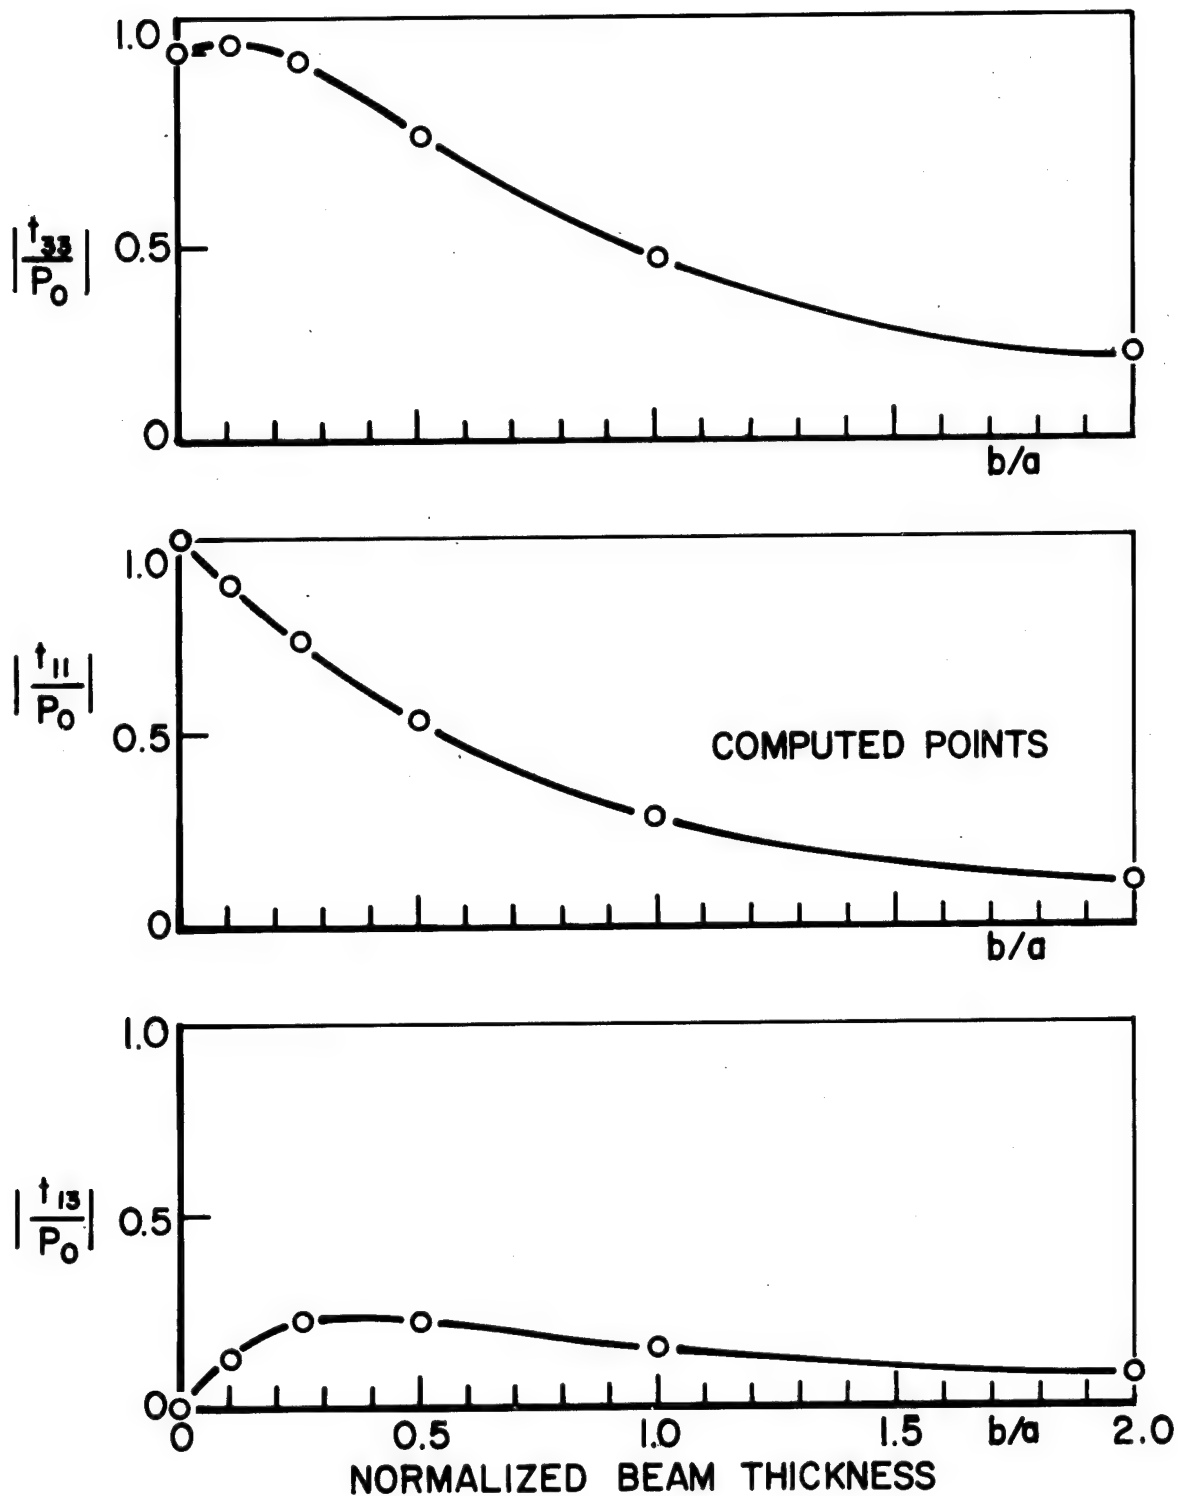 1.0
|t33/P0| 0.5
0
b/a
1.0
|t11/P0| 0.5
COMPUTED POINTS
0
b/a
1.0
|t13/P0| 0.5
0
0 0.5 1.0 1.5 b/a 2.0
NORMALIZED BEAM THICKNESS